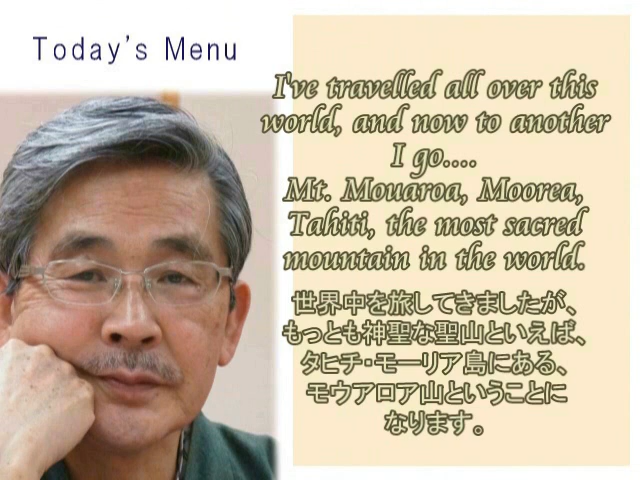 Today's Menu
I've travelled all over this
world, and now to another
I go....
Mt. Mouaroa, Moorea,
Tahiti, the most sacred
mountain in the world.
世界中を旅してきましたが、
もっとも神聖な聖山といえば、
タヒチ・モーリア島にある、
モウアロア山ということに
なります。